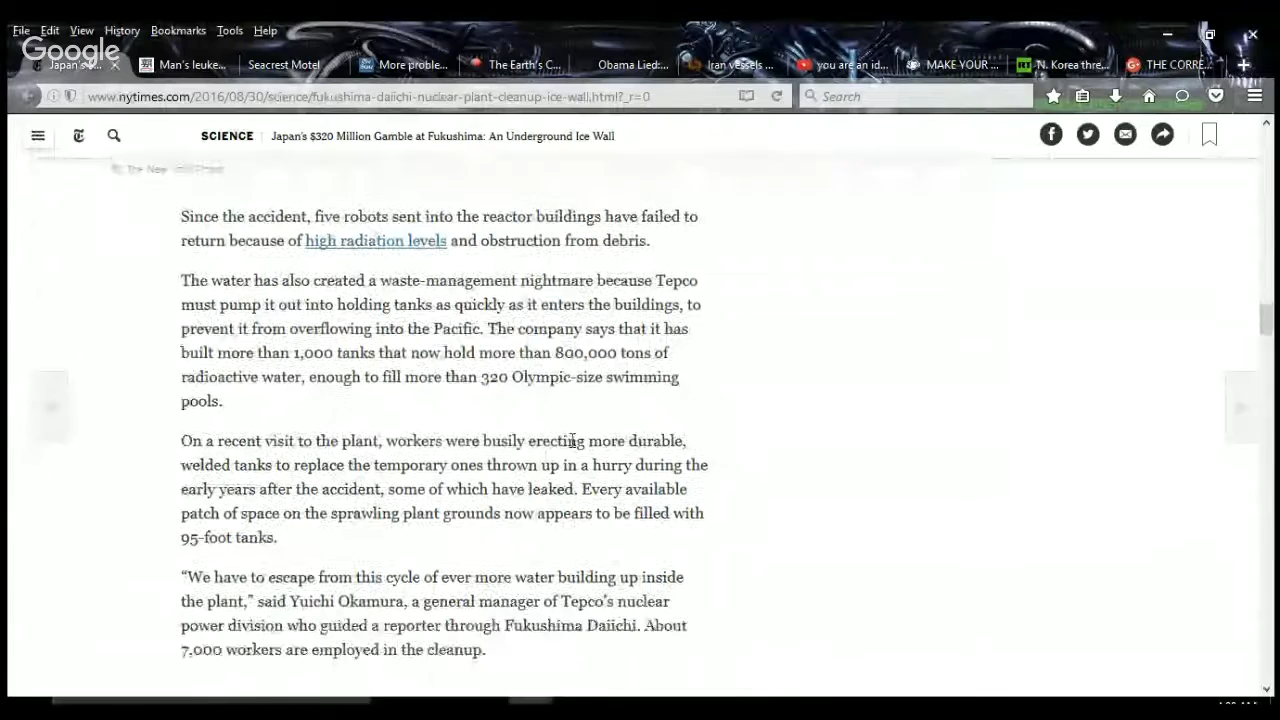 File Edit View History Bookmarks Tools Help
Google
Japan's Man's leuke... Seacrest Motel More proble... The Earth's C... Obama Lied:... Iran vessels ... you are an id... MAKE YOUR ... N. Korea thre... THE CORRE...
www.nytimes.com/2016/08/30/science/fukushima-daiichi-nuclear-plant-cleanup-ice-wall.html?_r=0 Search
SCIENCE | Japan's $320 Million Gamble at Fukushima: An Underground Ice Wall
Since the accident, five robots sent into the reactor buildings have failed to
return because of high radiation levels and obstruction from debris.
The water has also created a waste-management nightmare because Tepco
must pump it out into holding tanks as quickly as it enters the buildings, to
prevent it from overflowing into the Pacific. The company says that it has
built more than 1,000 tanks that now hold more than 800,000 tons of
radioactive water, enough to fill more than 320 Olympic-size swimming
pools.
On a recent visit to the plant, workers were busily erecting more durable,
welded tanks to replace the temporary ones thrown up in a hurry during the
early years after the accident, some of which have leaked. Every available
patch of space on the sprawling plant grounds now appears to be filled with
95-foot tanks.
“We have to escape from this cycle of ever more water building up inside
the plant,” said Yuichi Okamura, a general manager of Tepco’s nuclear
power division who guided a reporter through Fukushima Daiichi. About
7,000 workers are employed in the cleanup.